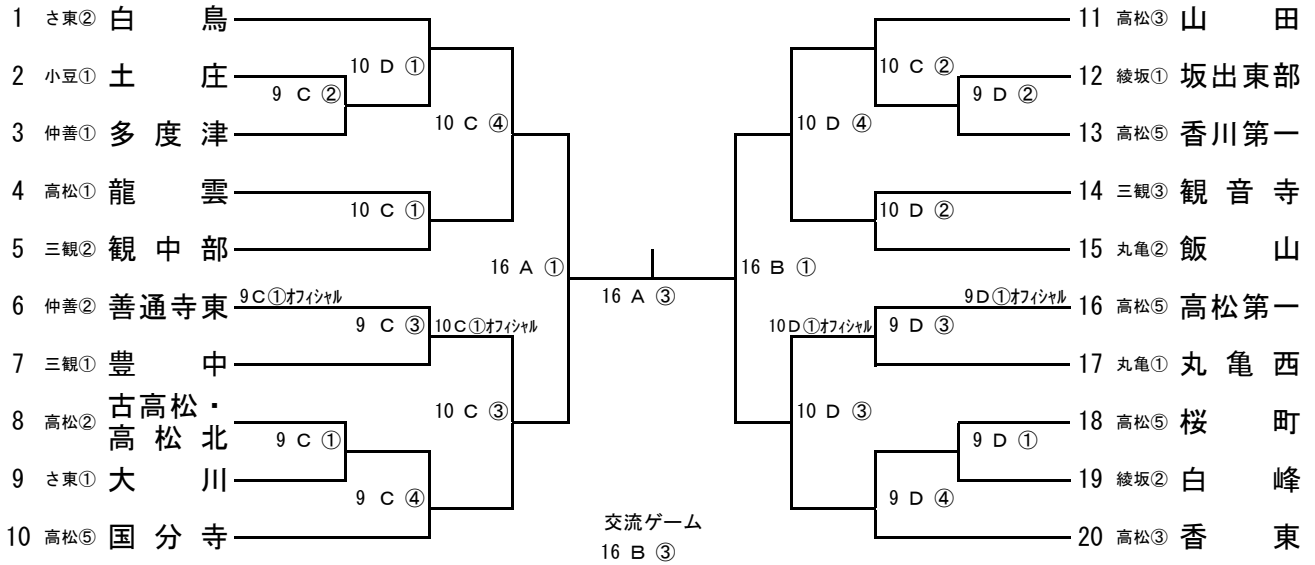 1 さ東② 白鳥
10 D ①
2 小豆① 土庄
9 C ②
3 仲善① 多度津
10 C ④
4 高松① 龍雲
10 C ①
5 三観② 観中部
16 A ①
6 仲善② 善通寺東
9C①オフィシャル
9 C ③
10C①オフィシャル
7 三観① 豊中
10 C ③
8 高松② 古高松・
高松北
9 C ①
9 さ東① 大川
9 C ④
10 高松⑤ 国分寺
16 A ③
交流ゲーム
16 B ③
11 高松③ 山田
10 C ②
12 綾坂① 坂出東部
9 D ②
13 高松⑤ 香川第一
10 D ④
14 三観③ 観音寺
10 D ②
15 丸亀② 飯山
16 B ①
16 高松⑤ 高松第一
9D①オフィシャル
9 D ③
10D①オフィシャル
17 丸亀① 丸亀西
10 D ③
18 高松⑤ 桜町
9 D ①
19 綾坂② 白峰
9 D ④
20 高松③ 香東